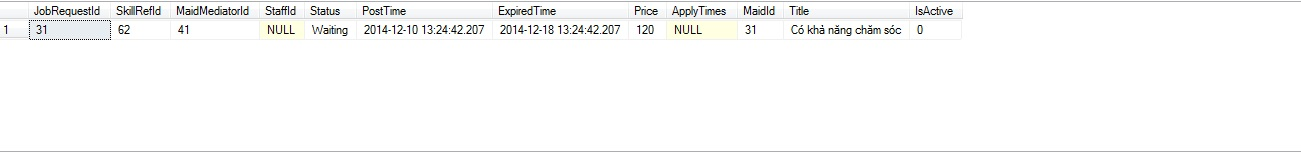 JobRequestId SkillRefId MaidMediatorId StaffId Status PostTime ExpiredTime Price ApplyTimes MaidId Title IsActive
1 31 62 41 NULL Waiting 2014-12-10 13:24:42.207 2014-12-18 13:24:42.207 120 NULL 31 Có khả năng chăm sóc 0